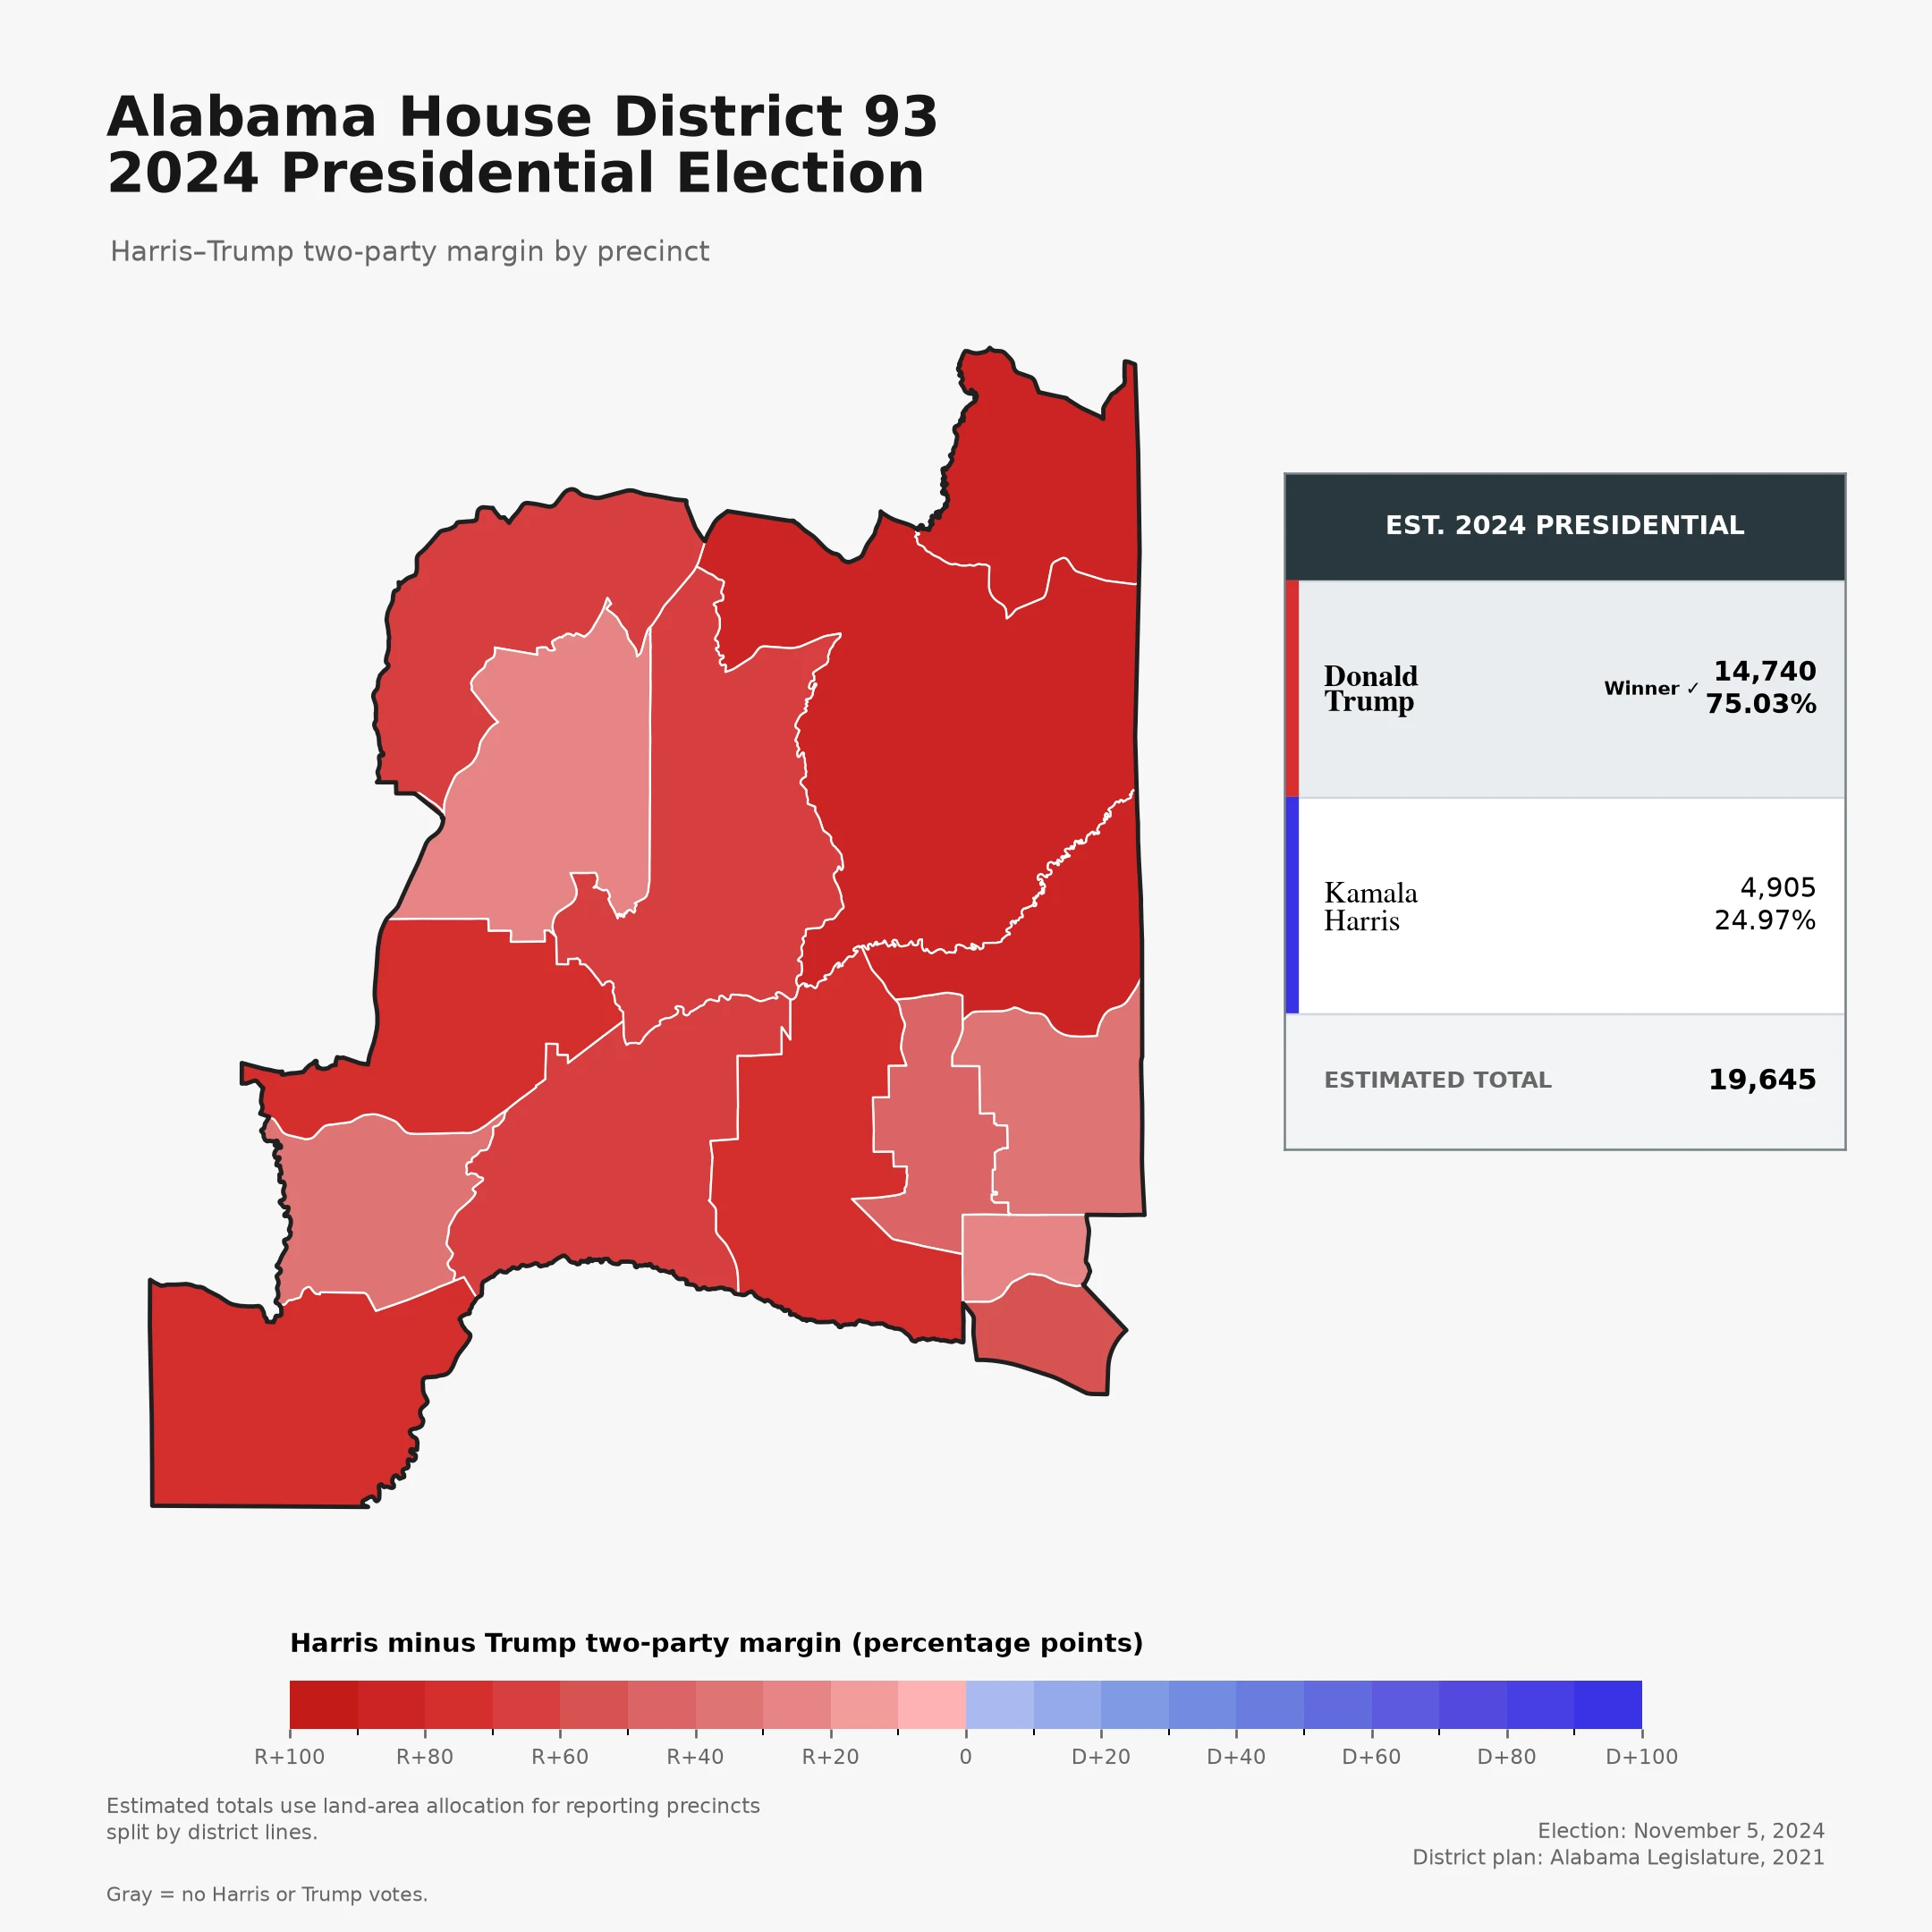 Alabama House District 93
2024 Presidential Election
Harris–Trump two-party margin by precinct
EST. 2024 PRESIDENTIAL
Donald
Trump
Winner ✓
14,740
75.03%
Kamala
Harris
4,905
24.97%
ESTIMATED TOTAL
19,645
Harris minus Trump two-party margin (percentage points)
R+100 R+80 R+60 R+40 R+20 0 D+20 D+40 D+60 D+80 D+100
Estimated totals use land-area allocation for reporting precincts
split by district lines.
Election: November 5, 2024
District plan: Alabama Legislature, 2021
Gray = no Harris or Trump votes.